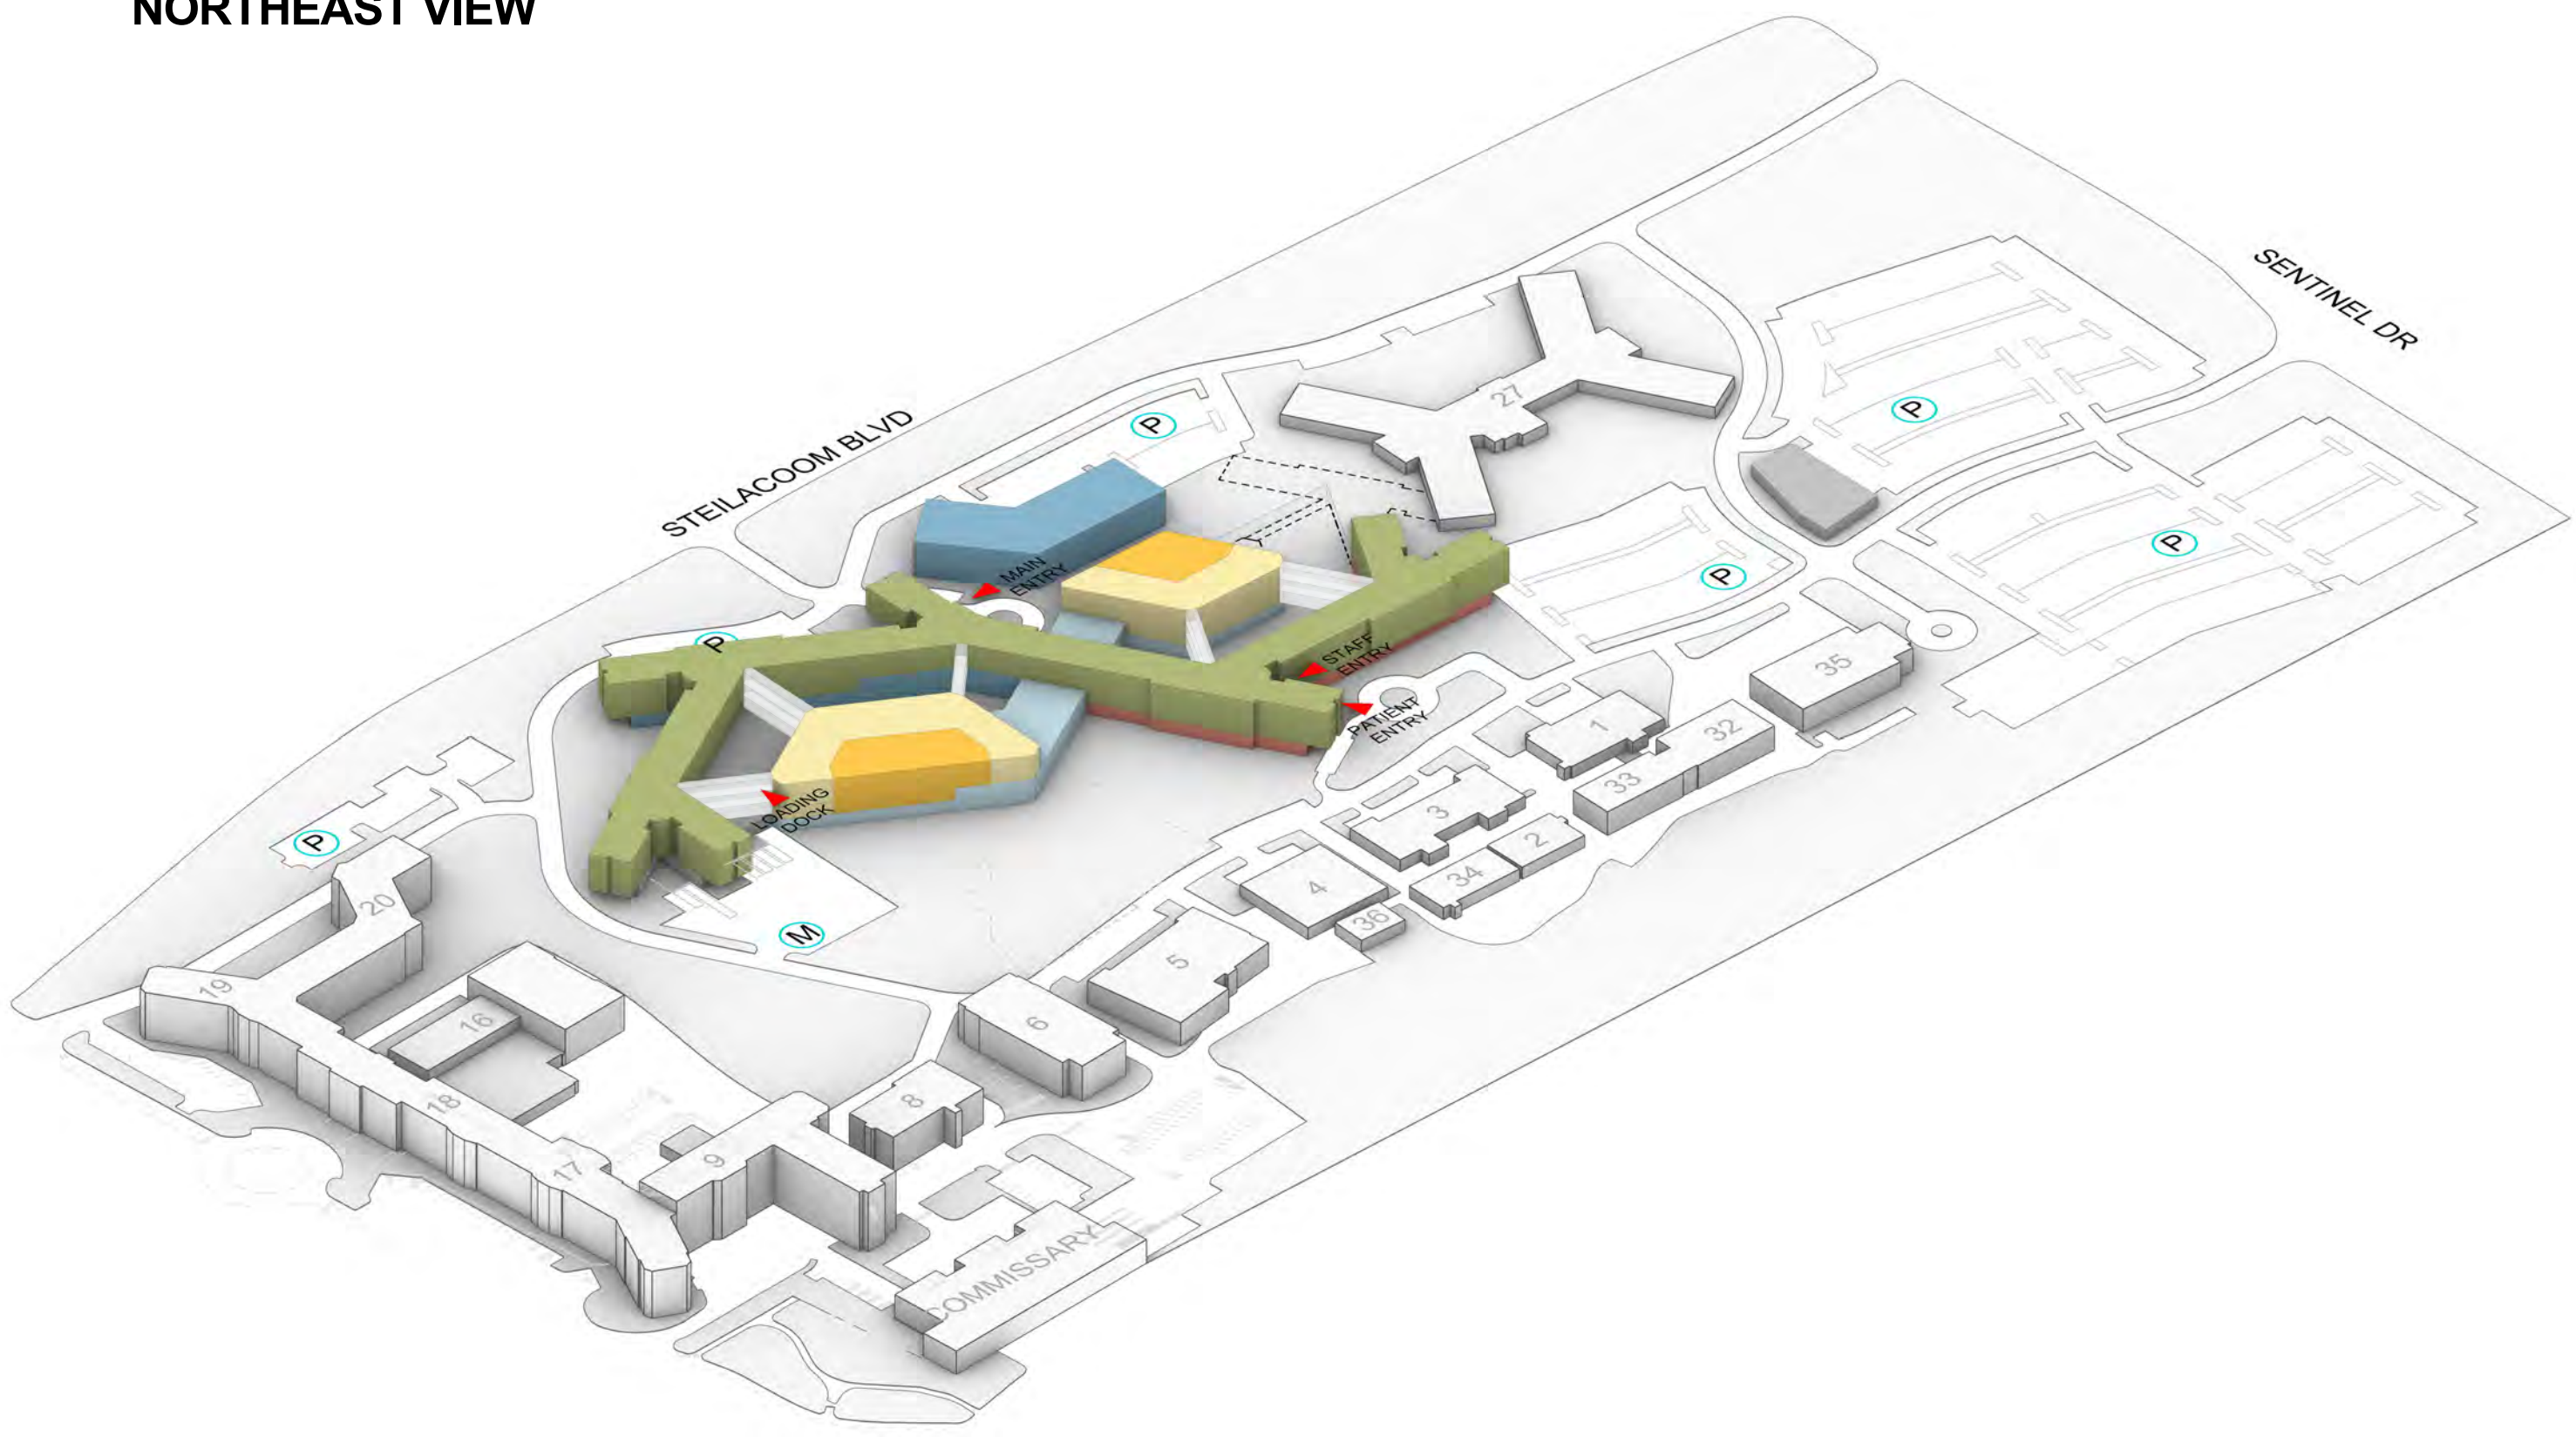 NORTHEAST VIEW
SENTINEL DR
STEILACOOM BLVD
27
P
P
P
P
MAIN
ENTRY
P
STAFF
ENTRY
PATIENT
ENTRY
35
1
32
33
3
2
34
4
36
LOADING
DOCK
P
M
20
19
16
5
6
8
18
17
9
COMMISSARY